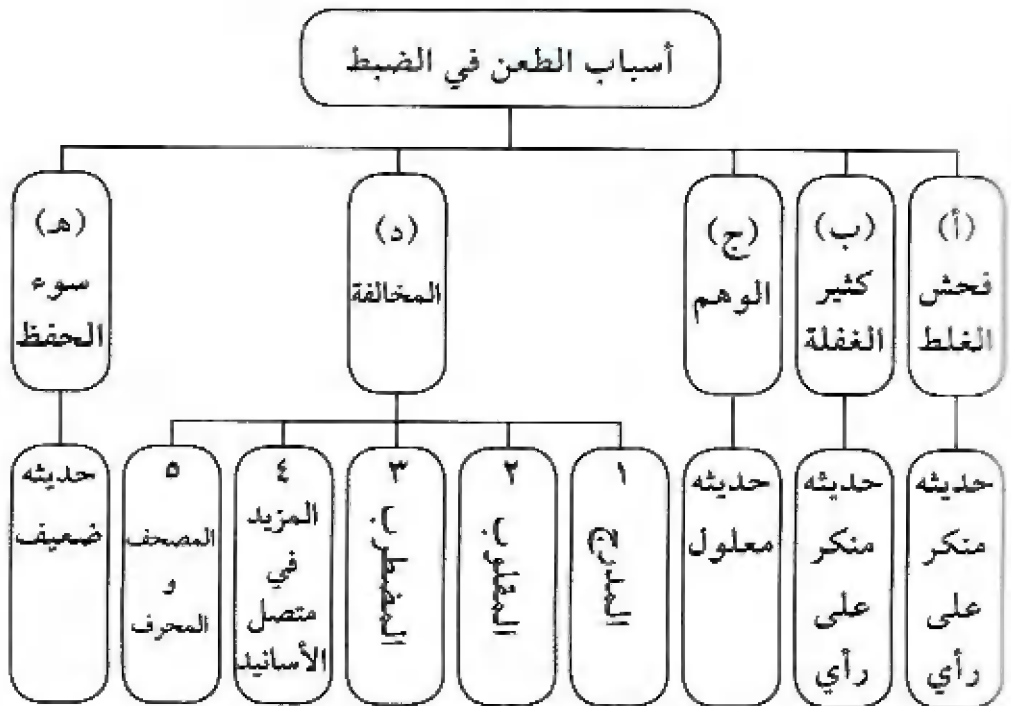 أسباب الطعن في الضبط
(أ)
فحش
الغلط
(ب)
كثير
الغفلة
(ج)
الوهم
(د)
المخالفة
(هـ)
سوء
الحفظ
حديثه
منكر
على
رأي
حديثه
منكر
على
رأي
حديثه
معلول
١
المدرج
٢
المقلوب
٣
المضطرب
٤
المزيد
في
متصل
الأسانيد
٥
المصحف
و
المحرف
حديثه
ضعيف